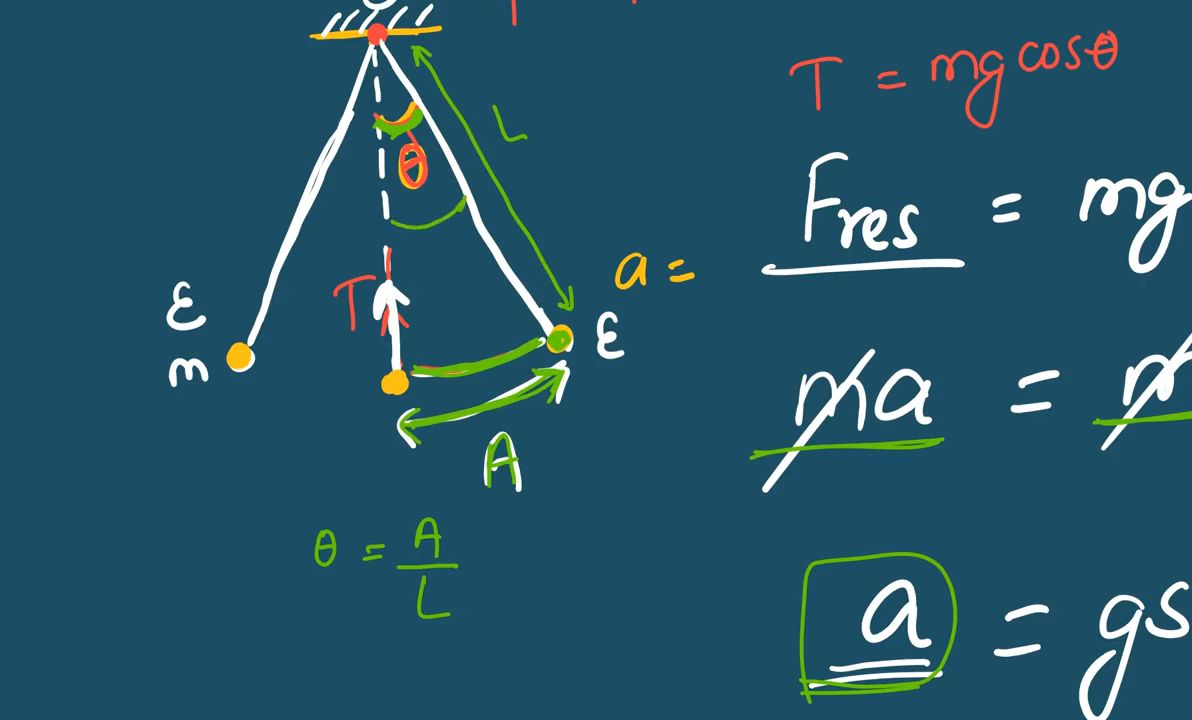 T = mg cosθ
L
θ
Fres = mg
T
a =
ε
ε
m
ma = m
A
θ = A/L
a = gs